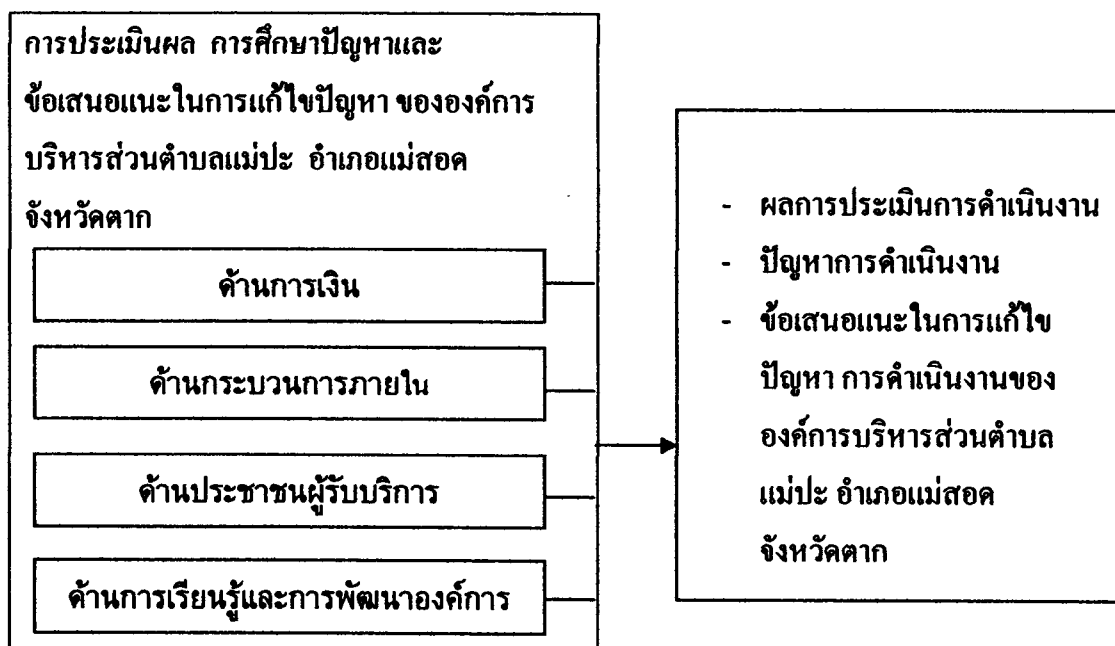 การประเมินผล การศึกษาปัญหาและ
ข้อเสนอแนะในการแก้ไขปัญหา ขององค์การ
บริหารส่วนตำบลแม่ปะ อำเภอแม่สอด
จังหวัดตาก
ด้านการเงิน
ด้านกระบวนการภายใน
ด้านประชาชนผู้รับบริการ
ด้านการเรียนรู้และการพัฒนาองค์การ
- ผลการประเมินการดำเนินงาน
- ปัญหาการดำเนินงาน
- ข้อเสนอแนะในการแก้ไข
ปัญหา การดำเนินงานของ
องค์การบริหารส่วนตำบล
แม่ปะ อำเภอแม่สอด
จังหวัดตาก